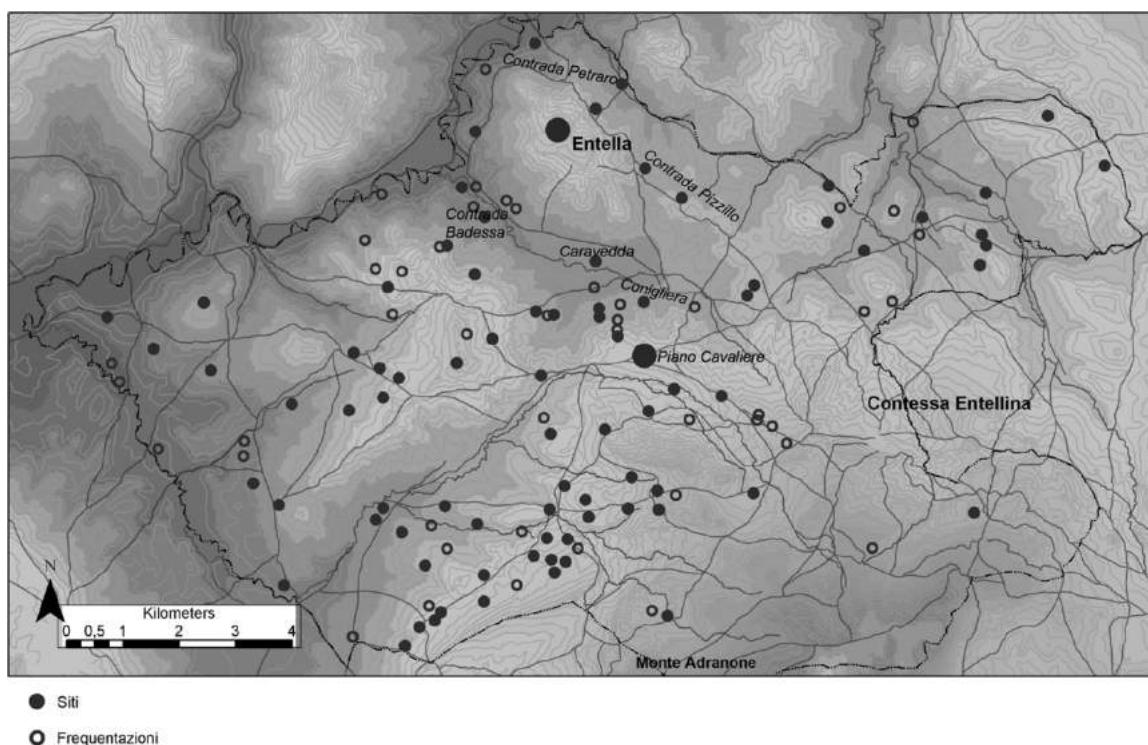 Contrada Petraro
Entella
Contrada Pizzillo
Contrada
Badessa
Caravedda
Conigliera
Piano Cavaliere
Contessa Entellina
N
Kilometers
0 0,5 1 2 3 4
Monte Adranone
Siti
Frequentazioni